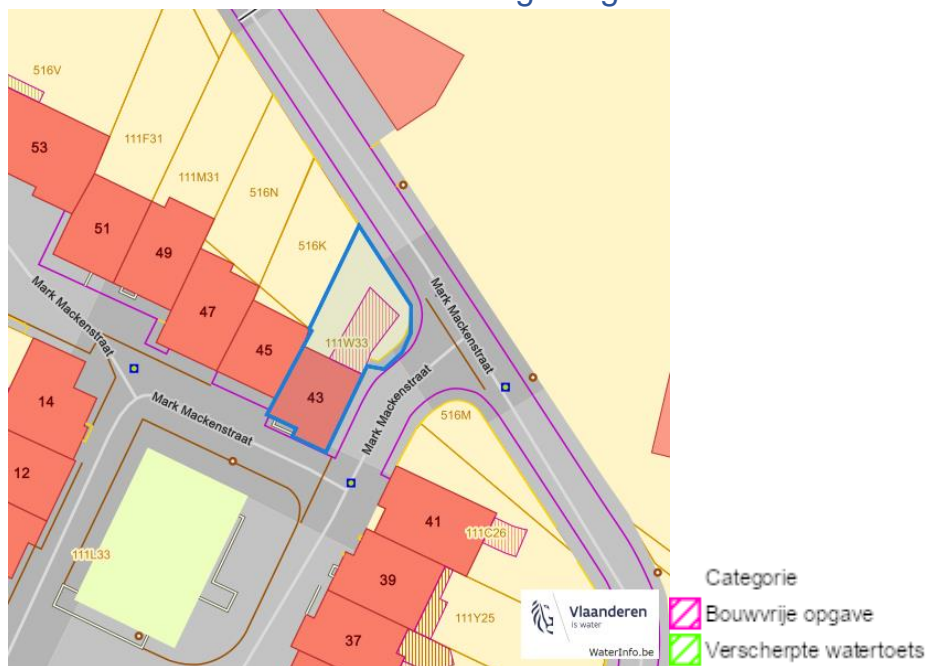 516V
53
111F31
111M31
516N
51
49
516K
Mark Mackenstraat
47
111W33
45
Mark Mackenstraat
43
14
Mark Mackenstraat
Mark Mackenstraat
516M
12
41
111C26
111L33
39
111Y25
37
Vlaanderen
is water
WaterInfo.be
Categorie
Bouwvrije opgave
Verscherpte watertoets